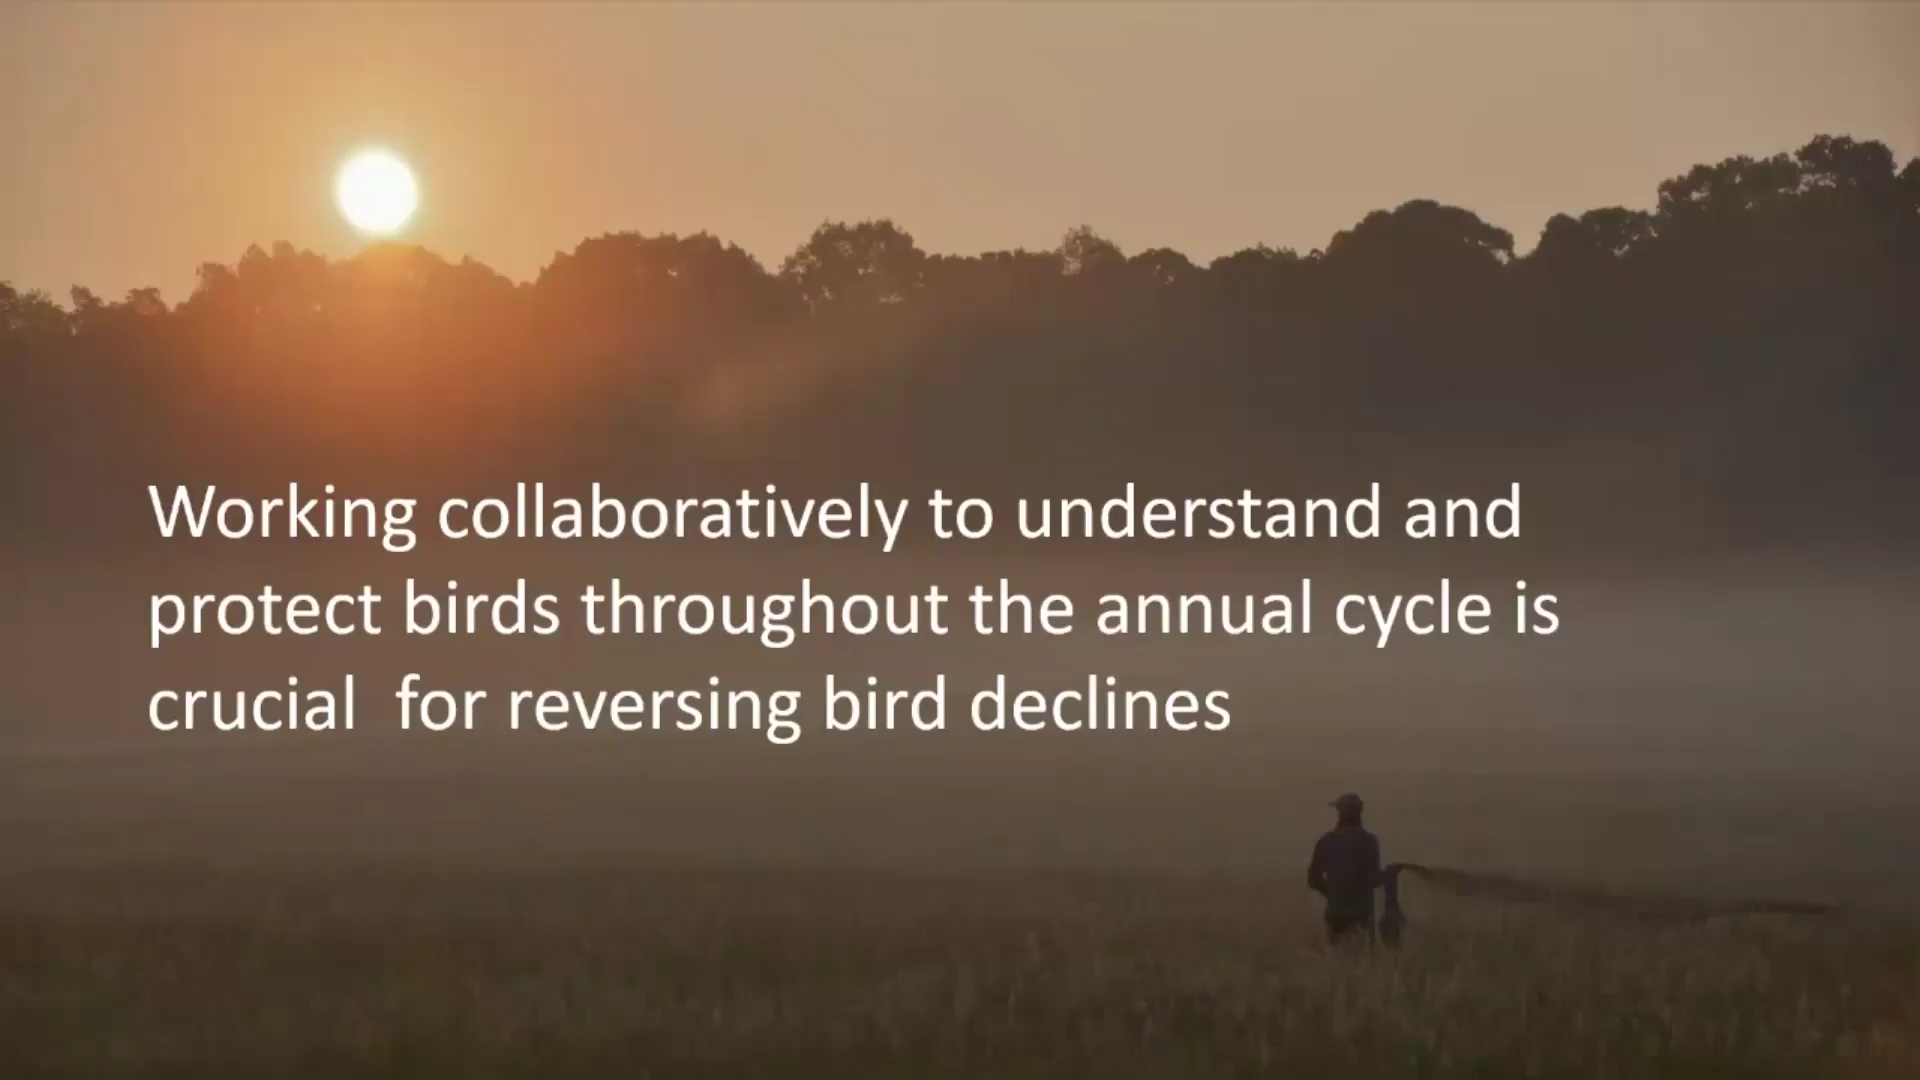 Working collaboratively to understand and
protect birds throughout the annual cycle is
crucial  for reversing bird declines